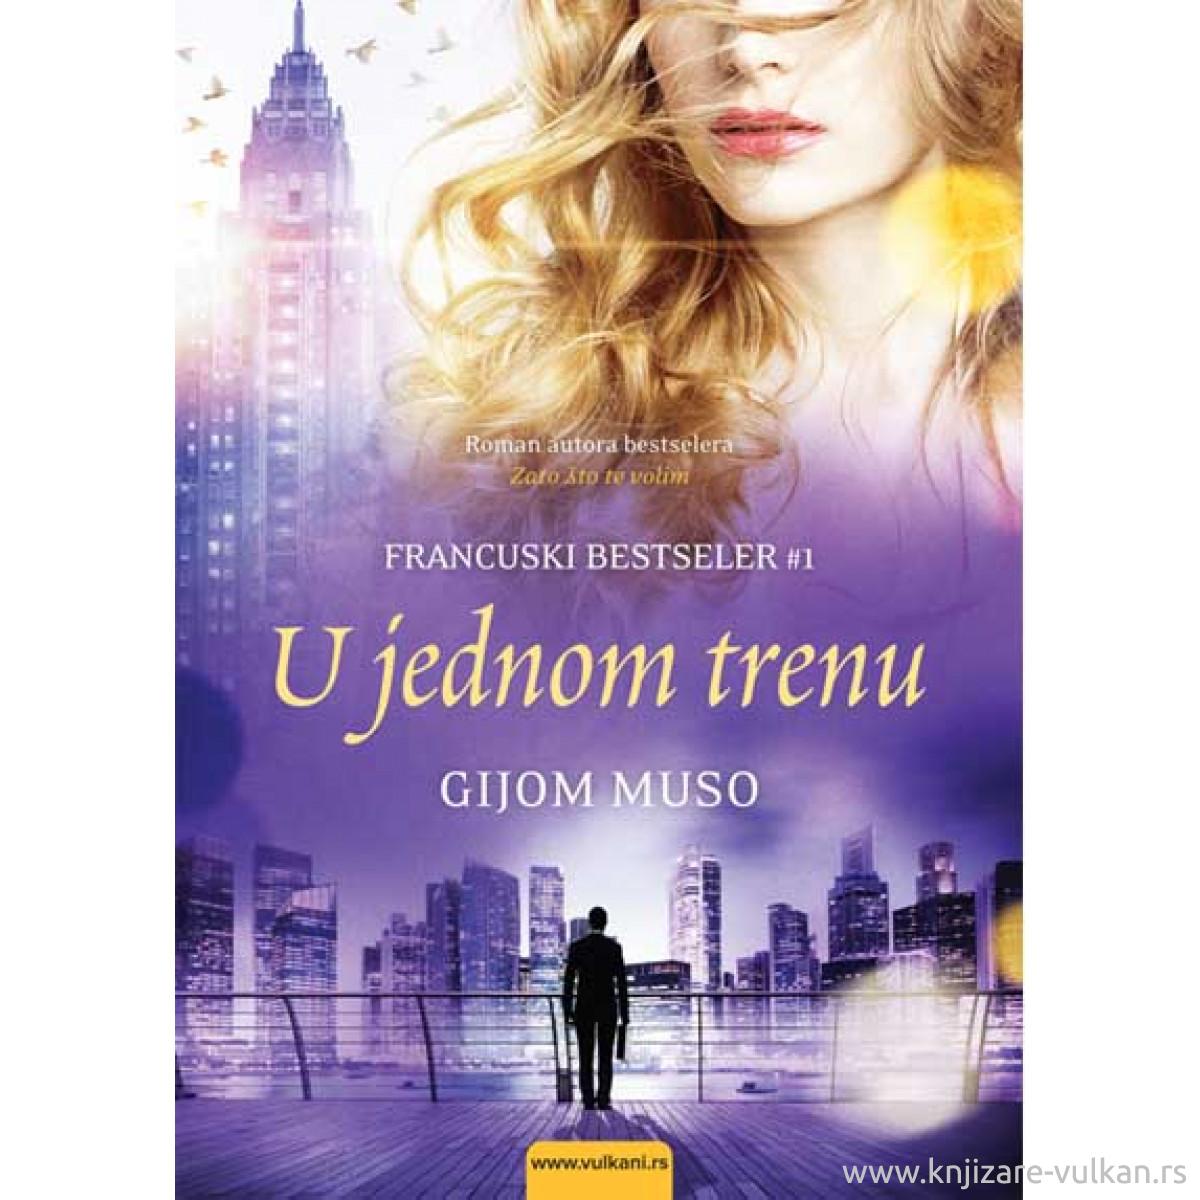 Roman autora bestselera
Zato što te volim
FRANCUSKI BESTSELER #1
U jednom trenu
GIJOM MUSO
www.vulkani.rs
www.knjizare-vulkan.rs